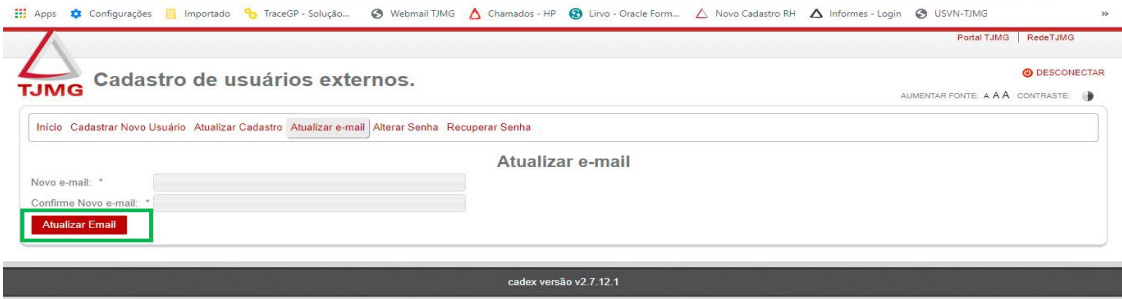 Apps Configurações Importado TraceGP - Solução... Webmail TJMG Chamados - HP Lirvo - Oracle Form... Novo Cadastro RH Informes - Login USVN-TJMG »
Portal TJMG RedeTJMG
TJMG Cadastro de usuários externos.
DESCONECTAR
AUMENTAR FONTE: A A A CONTRASTE:
Início Cadastrar Novo Usuário Atualizar Cadastro Atualizar e-mail Alterar Senha Recuperar Senha
Atualizar e-mail
Novo e-mail: *
Confirme Novo e-mail: *
Atualizar Email
cadex versão v2.7.12.1